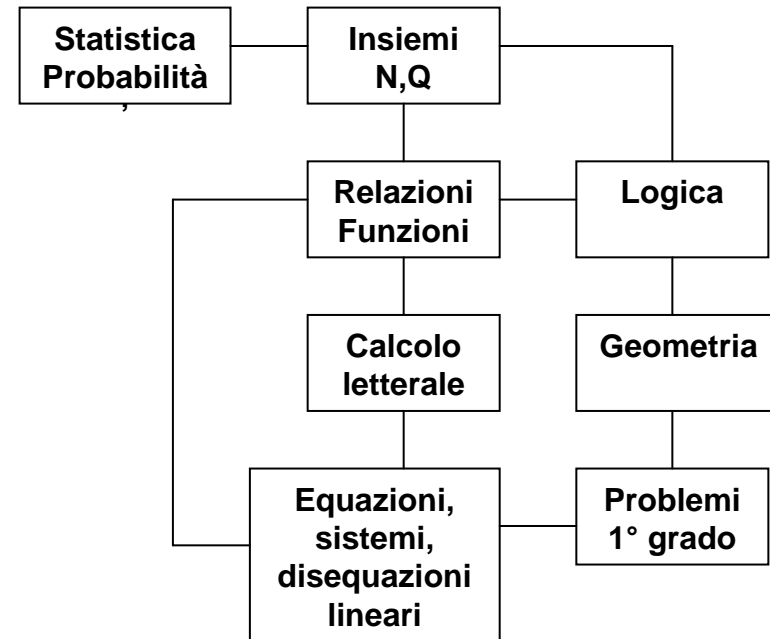 Statistica
Probabilità
,
Insiemi
N,Q
Relazioni
Funzioni
Logica
Calcolo
letterale
Geometria
Equazioni,
sistemi,
disequazioni
lineari
Problemi
1° grado